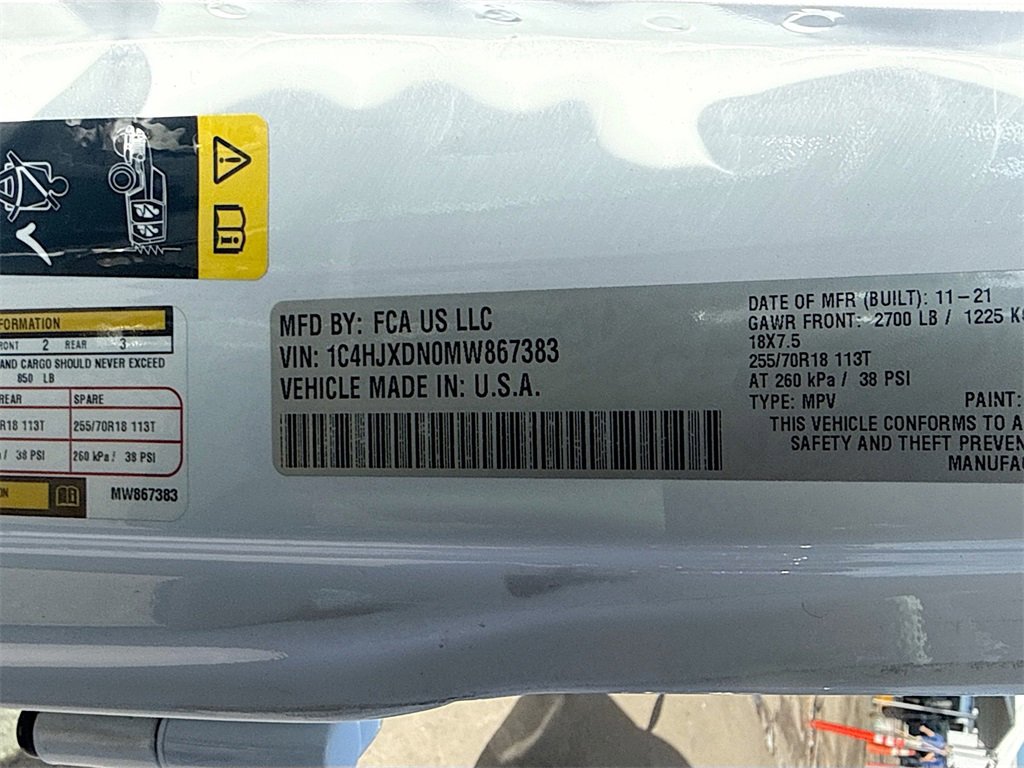 MFD BY: FCA US LLC
VIN: 1C4HJXDN0MW867383
VEHICLE MADE IN: U.S.A.
DATE OF MFR (BUILT): 11-21
GAWR FRONT: 2700 LB / 1225 K
18X7.5
255/70R18 113T
AT 260 kPa / 38 PSI
TYPE: MPV PAINT:
THIS VEHICLE CONFORMS TO A
SAFETY AND THEFT PREVEN
MANUFAC
FORMATION
RONT 2 REAR 3
AND CARGO SHOULD NEVER EXCEED
850 LB
REAR SPARE
R18 113T 255/70R18 113T
/ 38 PSI 260 kPa / 38 PSI
ON
MW867383